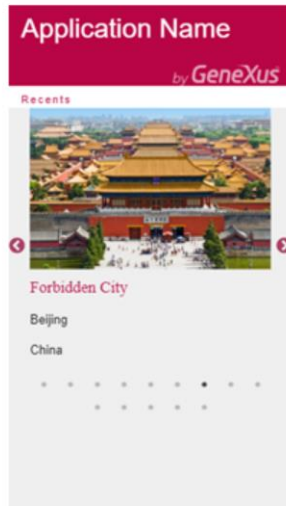 Application Name
by GeneXus
Recents
Forbidden City
Beijing
China